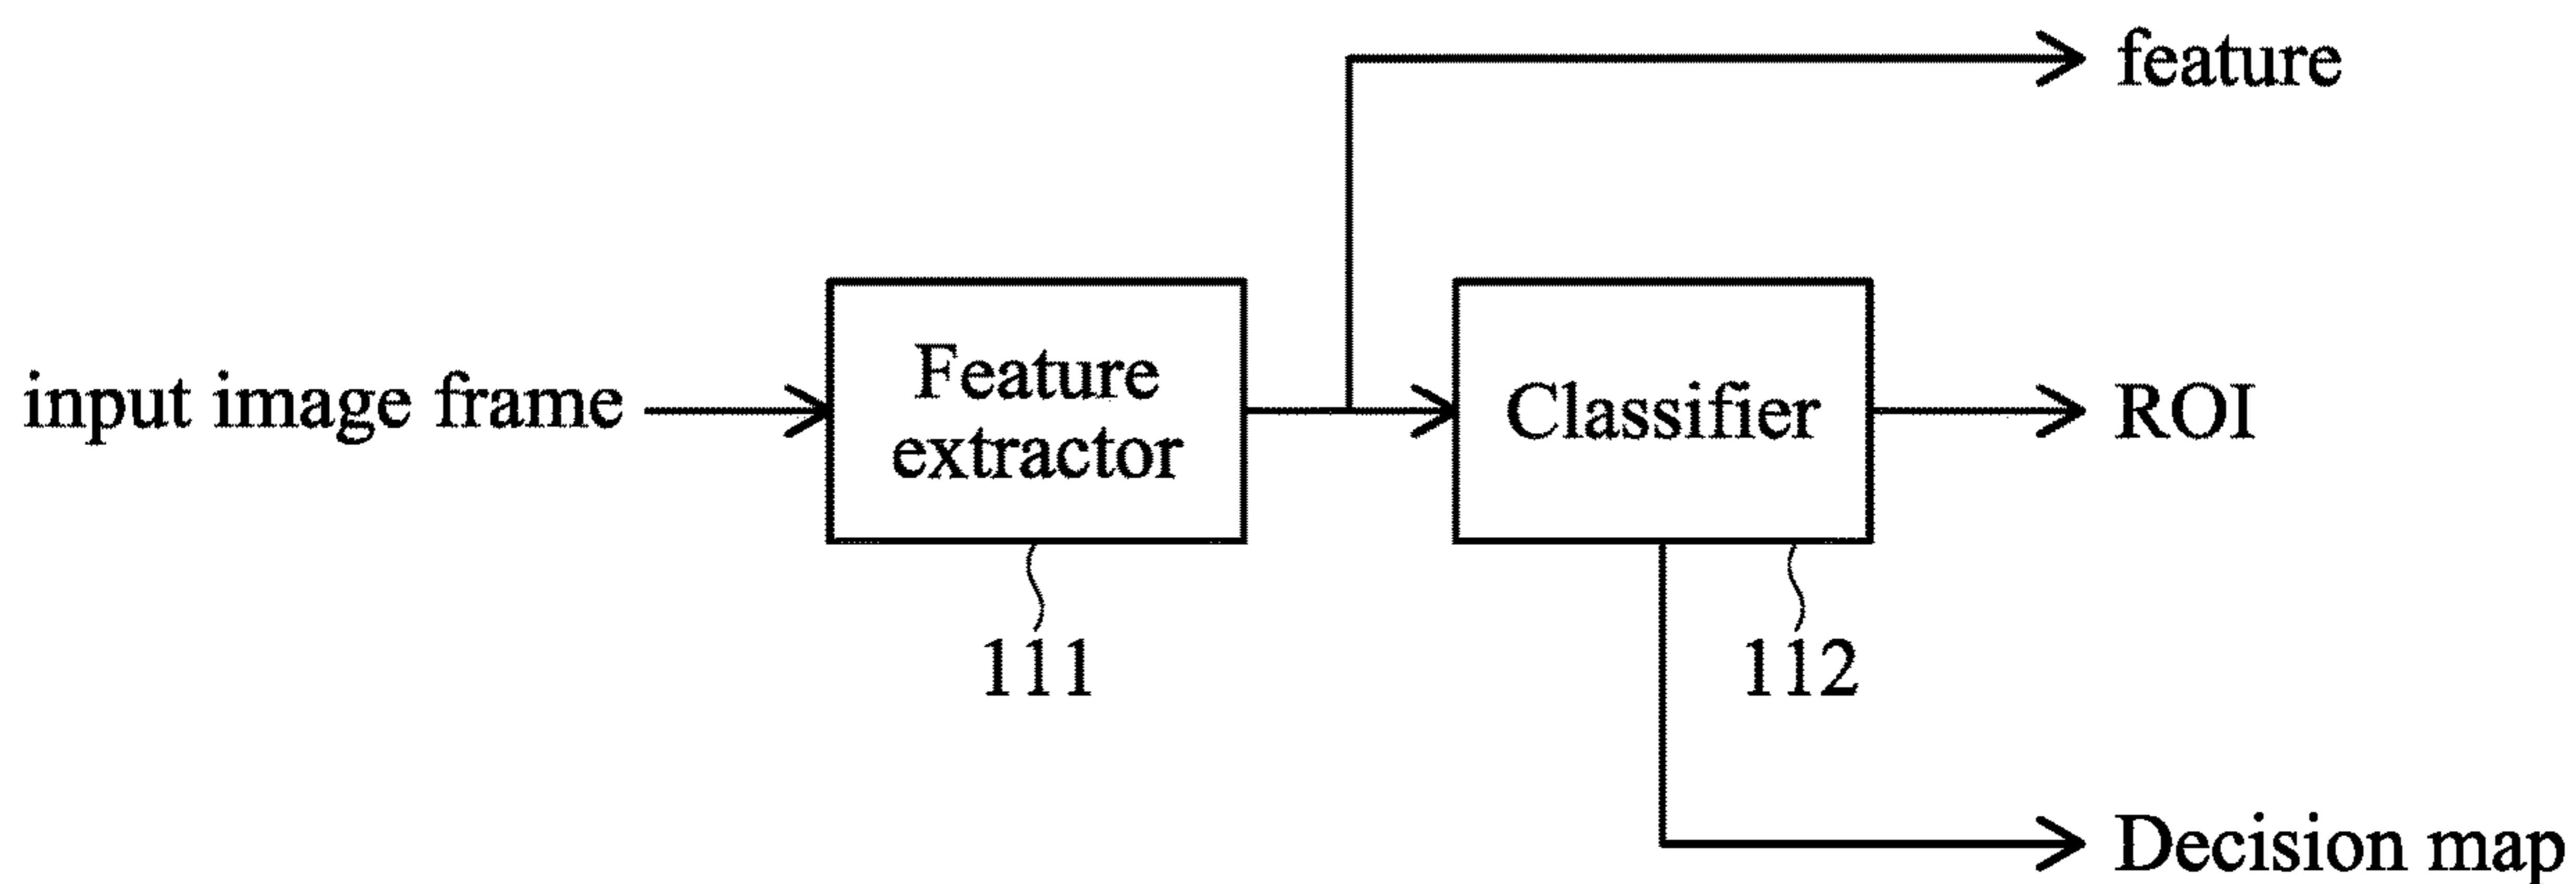 feature
input image frame
Feature
extractor
Classifier
ROI
111
112
Decision map